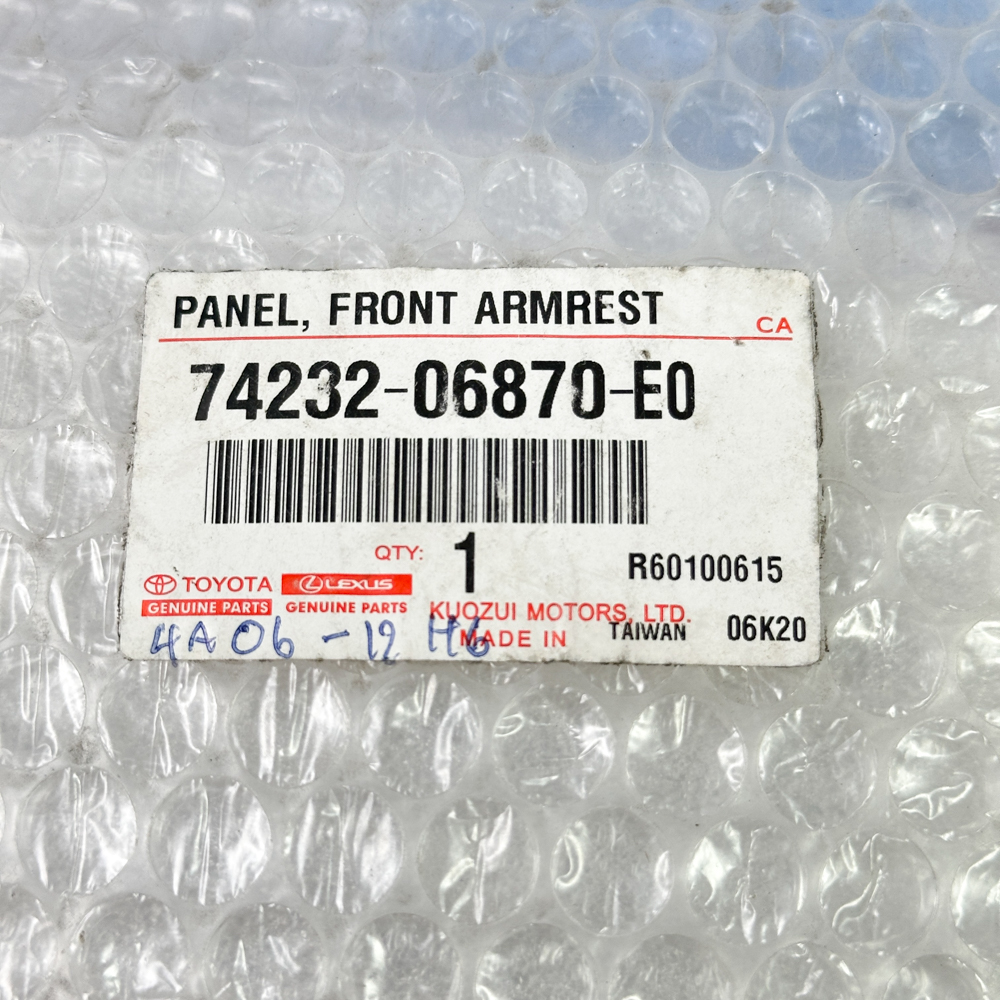 PANEL, FRONT ARMREST
CA
74232-06870-E0
QTY: 1
R60100615
TOYOTA LEXUS
GENUINE PARTS GENUINE PARTS
KUOZUI MOTORS, LTD.
MADE IN TAIWAN 06K20
4A06-12 H6